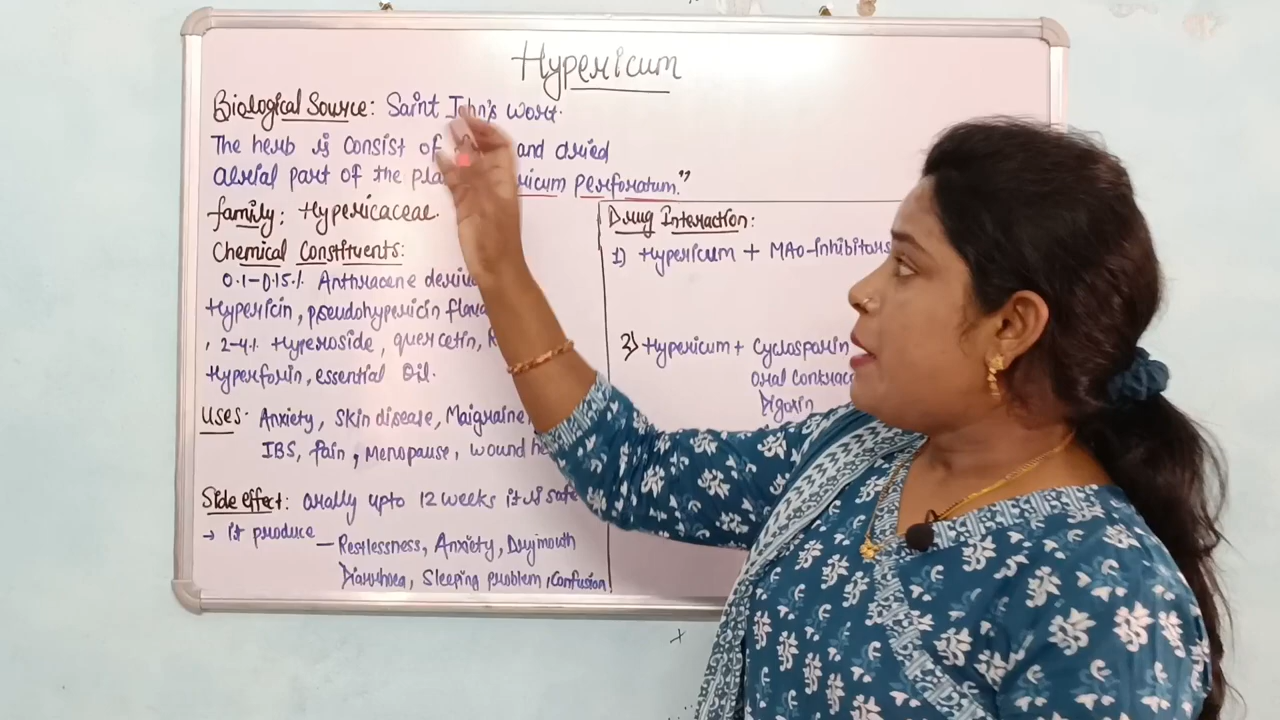 Hypericum
Biological Source: Saint John's wort.
The herb is consist of and dried
aerial part of the Perforatum."
family: Hypericaceae.
Chemical Constituents:
0.1-0.15% Anthracene
Hypericin, pseudohypericin
2-4% Hyperoside, quercetin,
Hyperforin, essential Oil.
Uses. Anxiety, Skin disease, Maigraine
IBS, Pain, Menopause, wound
Side effect: orally upto 12 weeks it is safe
→ it produce
— Restlessness, Anxiety, Drymouth
Diarrhoea, Sleeping problem, Confusion
Drug Interaction:
1) Hypericum + MAO-Inhibitors
2) Hypericum + Cyclosporin
oral
Digoxin